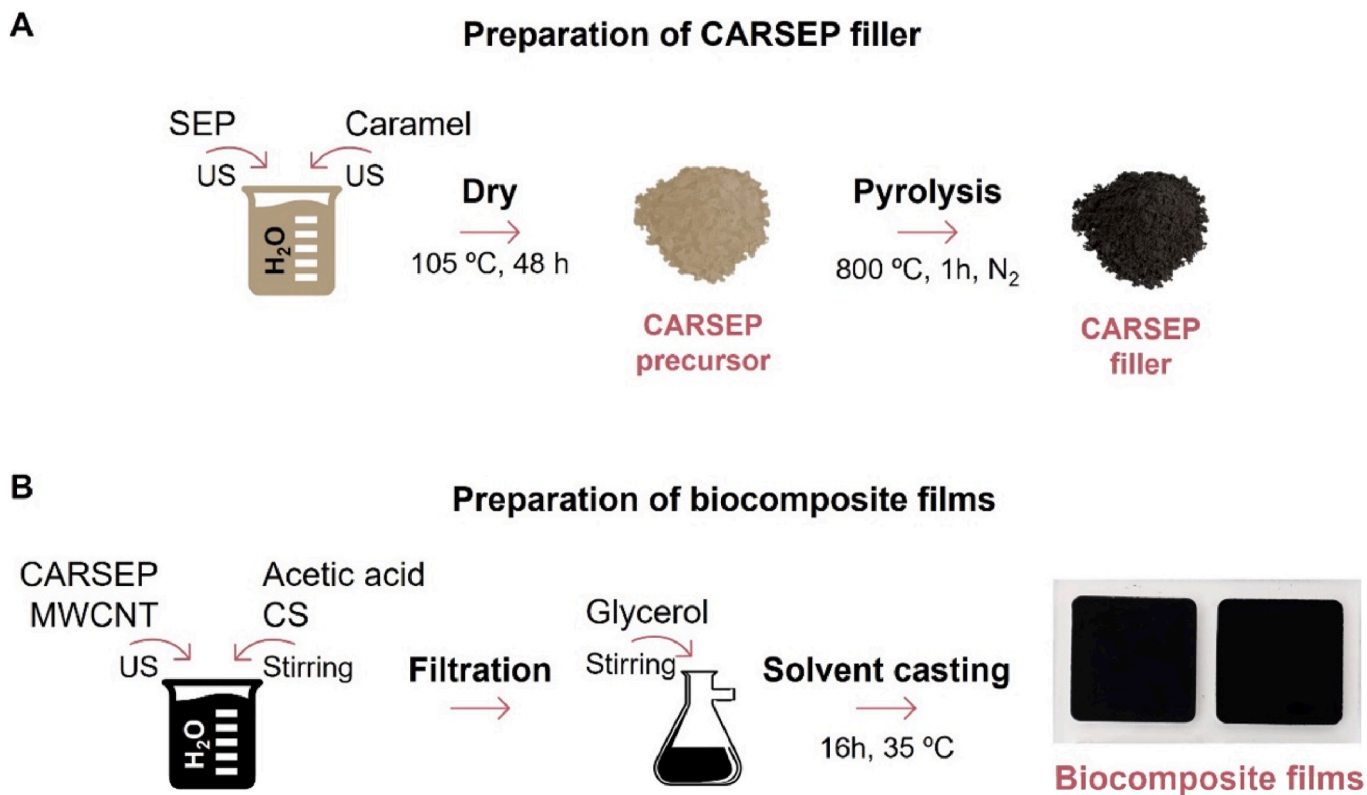 A
Preparation of CARSEP filler
SEP
Caramel
US
US
H₂O
Dry
105 ºC, 48 h
Pyrolysis
800 ºC, 1h, N₂
CARSEP
precursor
CARSEP
filler
B
Preparation of biocomposite films
CARSEP
MWCNT
US
Acetic acid
CS
Stirring
H₂O
Filtration
Glycerol
Stirring
Solvent casting
16h, 35 ºC
Biocomposite films